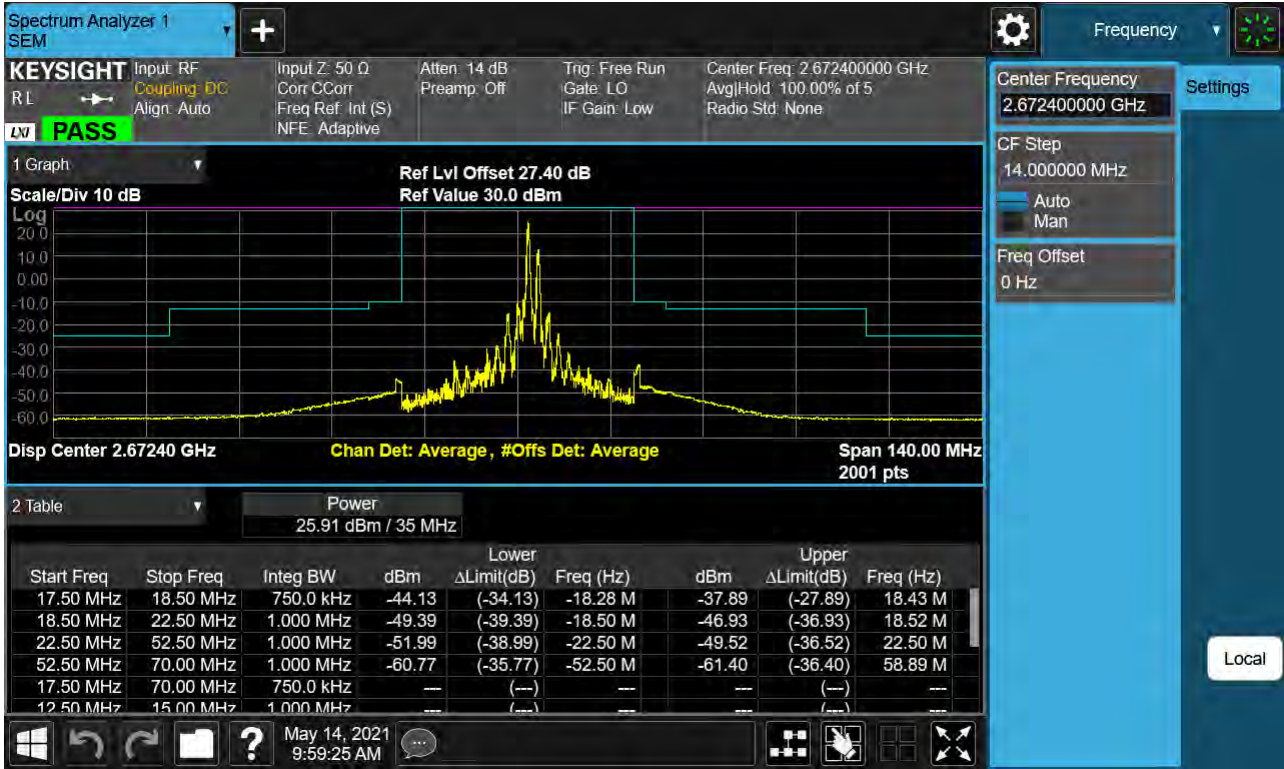 Spectrum Analyzer 1
SEM
Frequency
KEYSIGHT
Input: RF
Input Z: 50 Ω
Atten: 14 dB
Trig: Free Run
Center Freq: 2.672400000 GHz
R L
Coupling: DC
Corr CCorr
Preamp: Off
Gate: LO
Avg|Hold: 100.00% of 5
Align: Auto
Freq Ref: Int (S)
IF Gain: Low
Radio Std: None
LXI
PASS
NFE: Adaptive
Center Frequency
2.672400000 GHz
Settings
CF Step
14.000000 MHz
Auto
Man
Freq Offset
0 Hz
Local
1 Graph
Ref Lvl Offset 27.40 dB
Scale/Div 10 dB
Ref Value 30.0 dBm
Log
20.0
10.0
0.00
-10.0
-20.0
-30.0
-40.0
-50.0
-60.0
Disp Center 2.67240 GHz
Chan Det: Average, #Offs Det: Average
Span 140.00 MHz
2001 pts
2 Table
Power
25.91 dBm / 35 MHz
Lower Upper
Start Freq Stop Freq Integ BW dBm ΔLimit(dB) Freq (Hz) dBm ΔLimit(dB) Freq (Hz)
17.50 MHz 18.50 MHz 750.0 kHz -44.13 (-34.13) -18.28 M -37.89 (-27.89) 18.43 M
18.50 MHz 22.50 MHz 1.000 MHz -49.39 (-39.39) -18.50 M -46.93 (-36.93) 18.52 M
22.50 MHz 52.50 MHz 1.000 MHz -51.99 (-38.99) -22.50 M -49.52 (-36.52) 22.50 M
52.50 MHz 70.00 MHz 1.000 MHz -60.77 (-35.77) -52.50 M -61.40 (-36.40) 58.89 M
17.50 MHz 70.00 MHz 750.0 kHz --- (---) --- --- (---) ---
12.50 MHz 15.00 MHz 1.000 MHz --- (---) --- --- (---) ---
?
May 14, 2021
9:59:25 AM